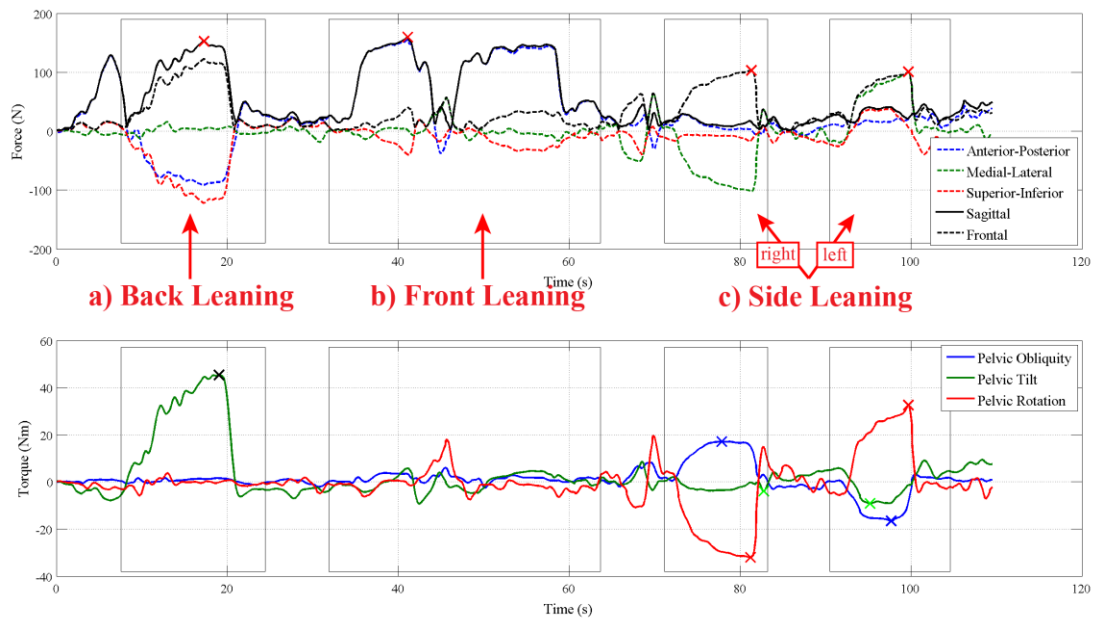 200
100
0
-100
-200
Force (N)
0
20
40
60
80
100
120
Time (s)
Anterior-Posterior
Medial-Lateral
Superior-Inferior
Sagittal
Frontal
right
left
a) Back Leaning
b) Front Leaning
c) Side Leaning
60
40
20
0
-20
-40
Torque (Nm)
Pelvic Obliquity
Pelvic Tilt
Pelvic Rotation
0
20
40
60
80
100
120
Time (s)